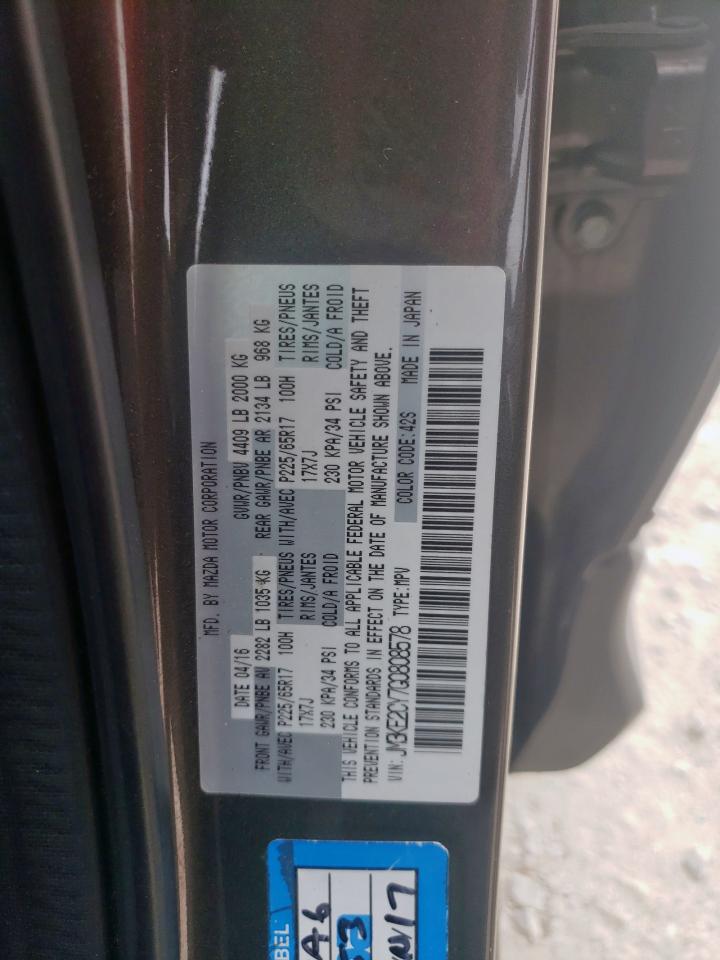 MFD. BY MAZDA MOTOR CORPORATION
DATE 04/16 GVWR/PNBV 4409 LB 2000 KG
FRONT GAWR/PNBE AV 2282 LB 1035 KG REAR GAWR/PNBE AR 2134 LB 968 KG
WITH/AVEC P225/65R17 100H TIRES/PNEUS WITH/AVEC P225/65R17 100H TIRES/PNEUS
17X7J RIMS/JANTES 17X7J RIMS/JANTES
230 KPA/34 PSI COLD/A FROID 230 KPA/34 PSI COLD/A FROID
THIS VEHICLE CONFORMS TO ALL APPLICABLE FEDERAL MOTOR VEHICLE SAFETY AND THEFT
PREVENTION STANDARDS IN EFFECT ON THE DATE OF MANUFACTURE SHOWN ABOVE.
VIN: JM3KE2CY7G0808578 TYPE:MPV COLOR CODE:42S MADE IN JAPAN
BEL
A6
53
17